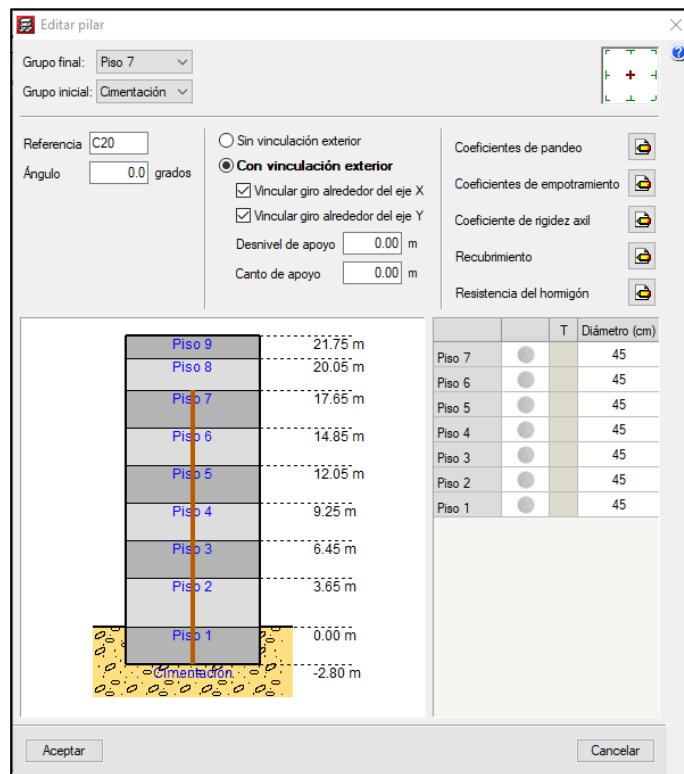 Editar pilar
Grupo final: Piso 7
Grupo inicial: Cimentación
Referencia C20
Ángulo 0.0 grados
Sin vinculación exterior
Con vinculación exterior
Vincular giro alrededor del eje X
Vincular giro alrededor del eje Y
Desnivel de apoyo 0.00 m
Canto de apoyo 0.00 m
Coeficientes de pandeo
Coeficientes de empotramiento
Coeficiente de rigidez axil
Recubrimiento
Resistencia del hormigón
Piso 9 21.75 m
Piso 8 20.05 m
Piso 7 17.65 m
Piso 6 14.85 m
Piso 5 12.05 m
Piso 4 9.25 m
Piso 3 6.45 m
Piso 2 3.65 m
Piso 1 0.00 m
Cimentación -2.80 m
T Diámetro (cm)
Piso 7 45
Piso 6 45
Piso 5 45
Piso 4 45
Piso 3 45
Piso 2 45
Piso 1 45
Aceptar
Cancelar